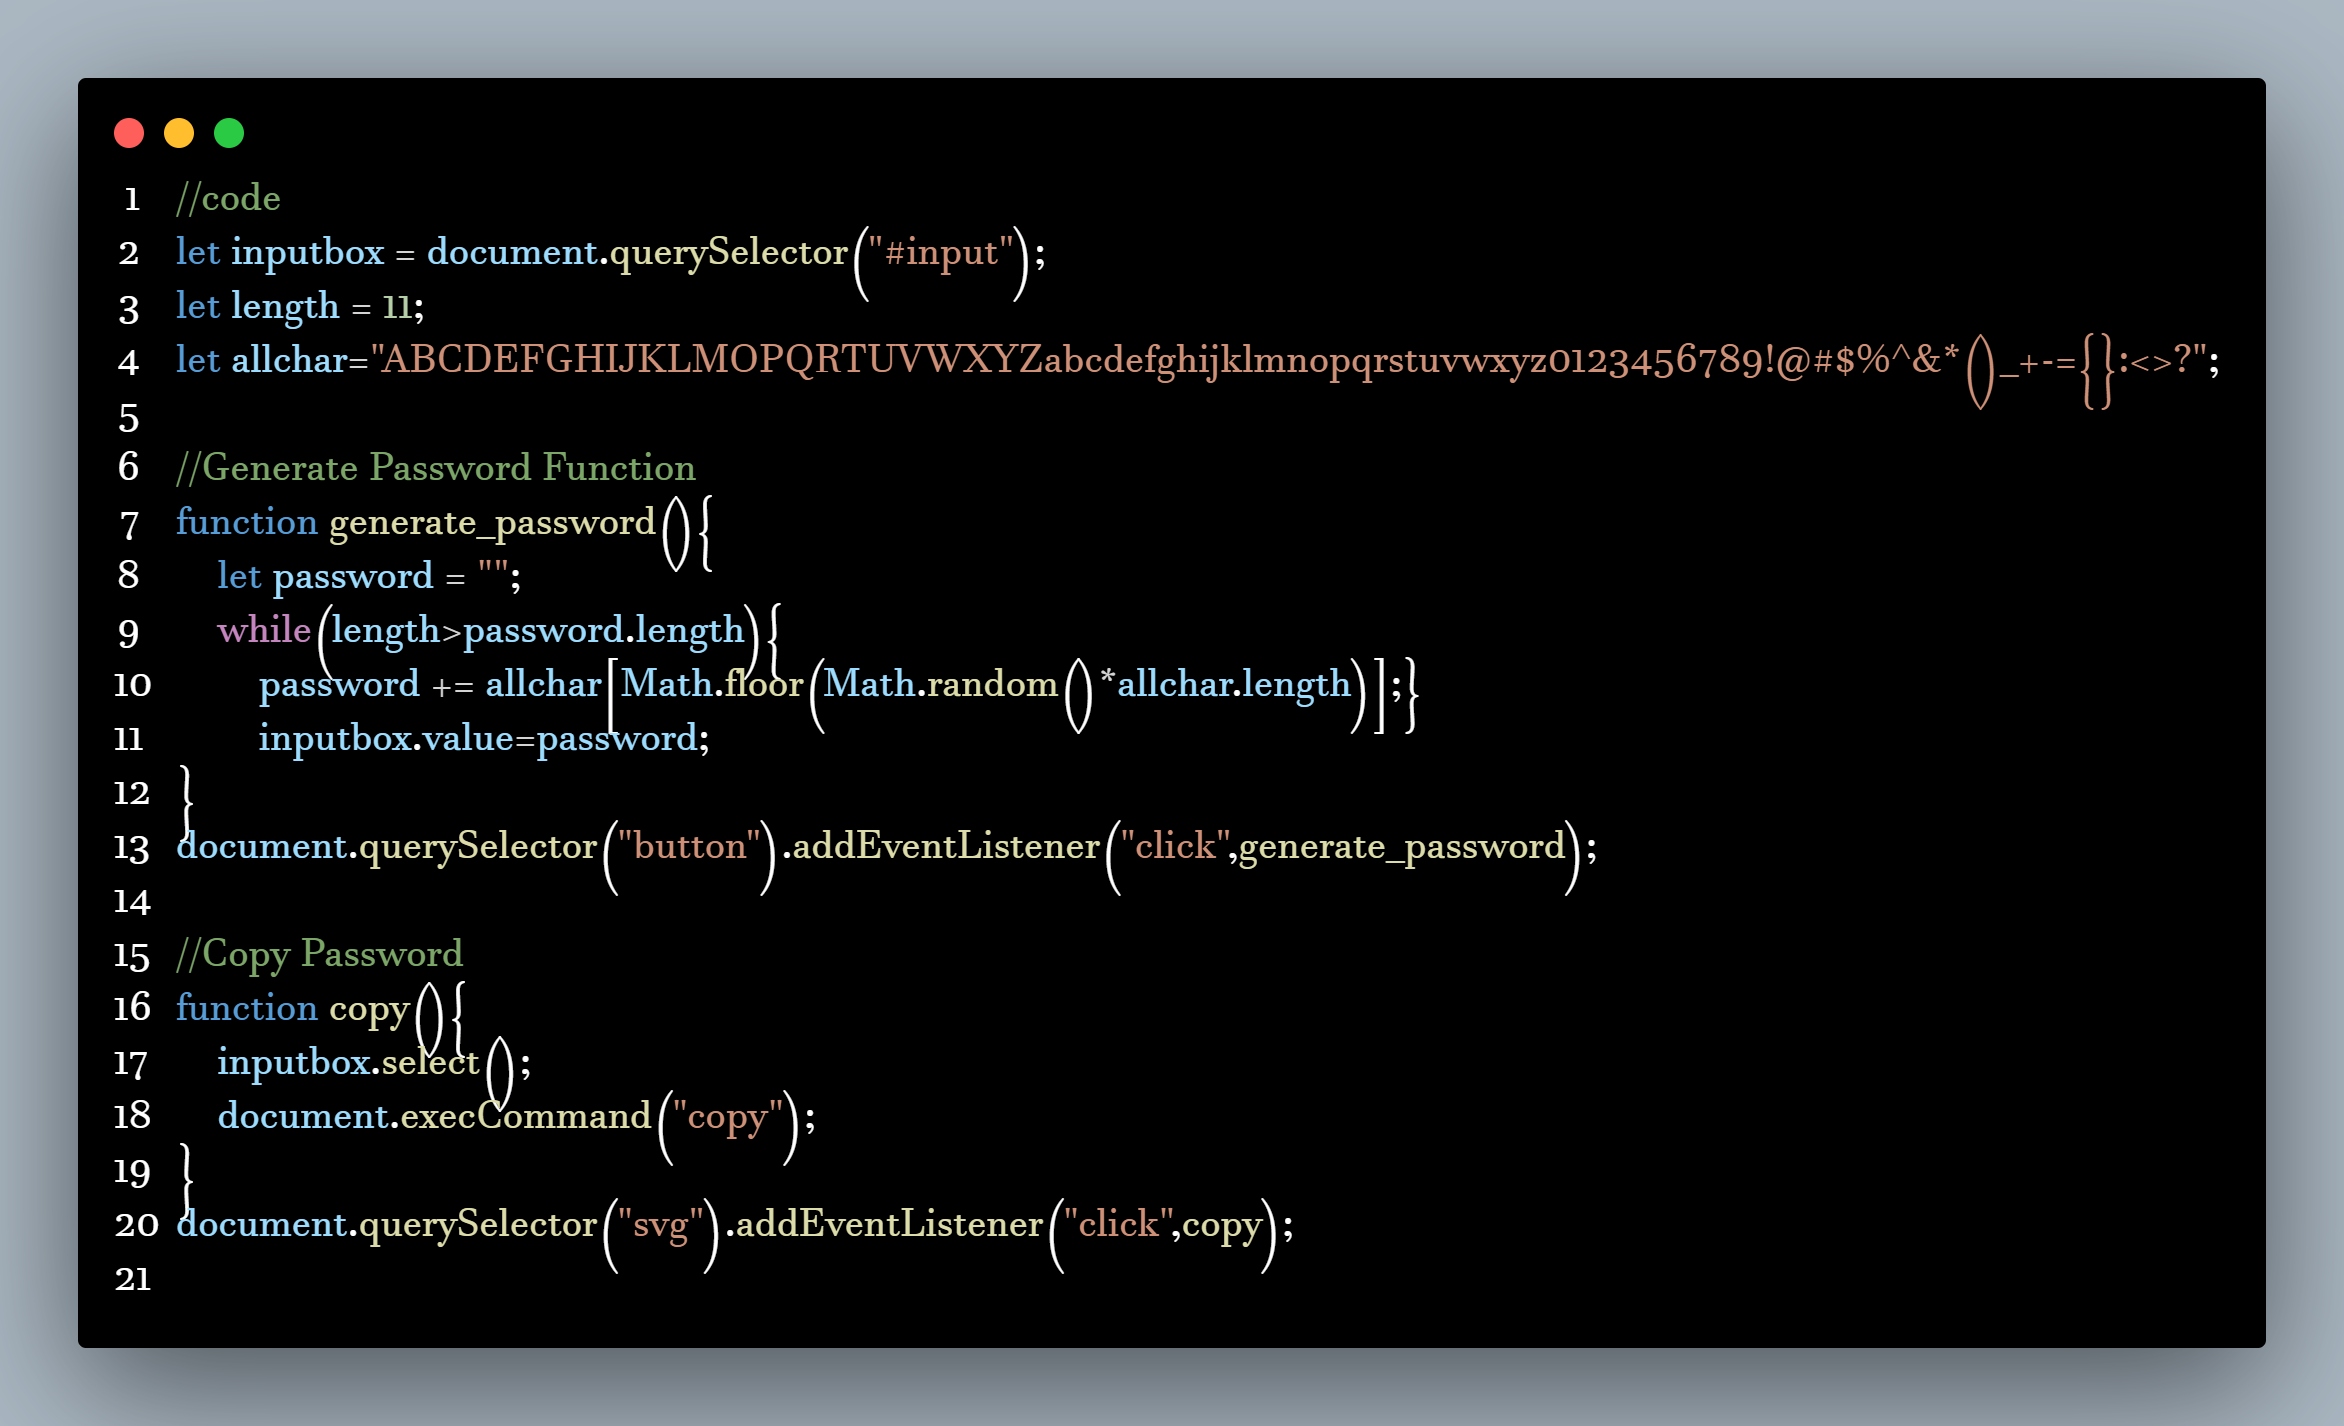 1 //code
2 let inputbox = document.querySelector("#input");
3 let length = 11;
4 let allchar="ABCDEFGHIJKLMOPQRTUVWXYZabcdefghijklmnopqrstuvwxyz0123456789!@#$%^&*()_+-={}:<>?";
5
6 //Generate Password Function
7 function generate_password(){
8     let password = "";
9     while(length>password.length){
10         password += allchar[Math.floor(Math.random()*allchar.length)];}
11         inputbox.value=password;
12 }
13 document.querySelector("button").addEventListener("click",generate_password);
14
15 //Copy Password
16 function copy(){
17     inputbox.select();
18     document.execCommand("copy");
19 }
20 document.querySelector("svg").addEventListener("click",copy);
21